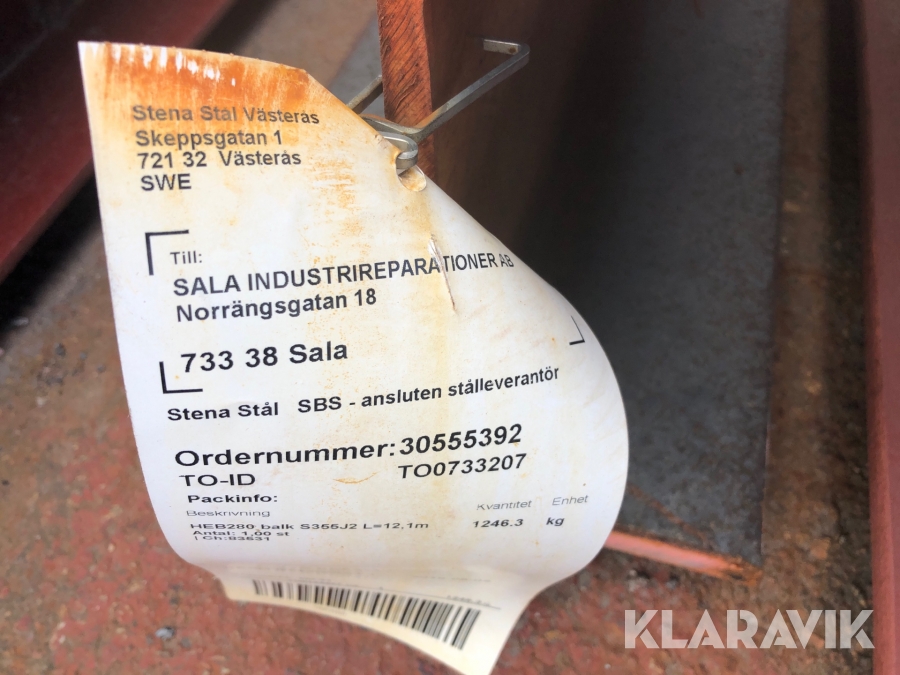 Stena Stål Västerås
Skeppsgatan 1
721 32 Västerås
SWE
Till:
SALA INDUSTRIREPARATIONER AB
Norrängsgatan 18
733 38 Sala
Stena Stål SBS - ansluten stålleverantör
Ordernummer:30555392
TO-ID TO0733207
Packinfo:
Beskrivning Kvantitet Enhet
HEB280 balk S355J2 L=12,1m 1246.3 kg
Antal: 1,00 st
| Ch:83531
KLARAVIK